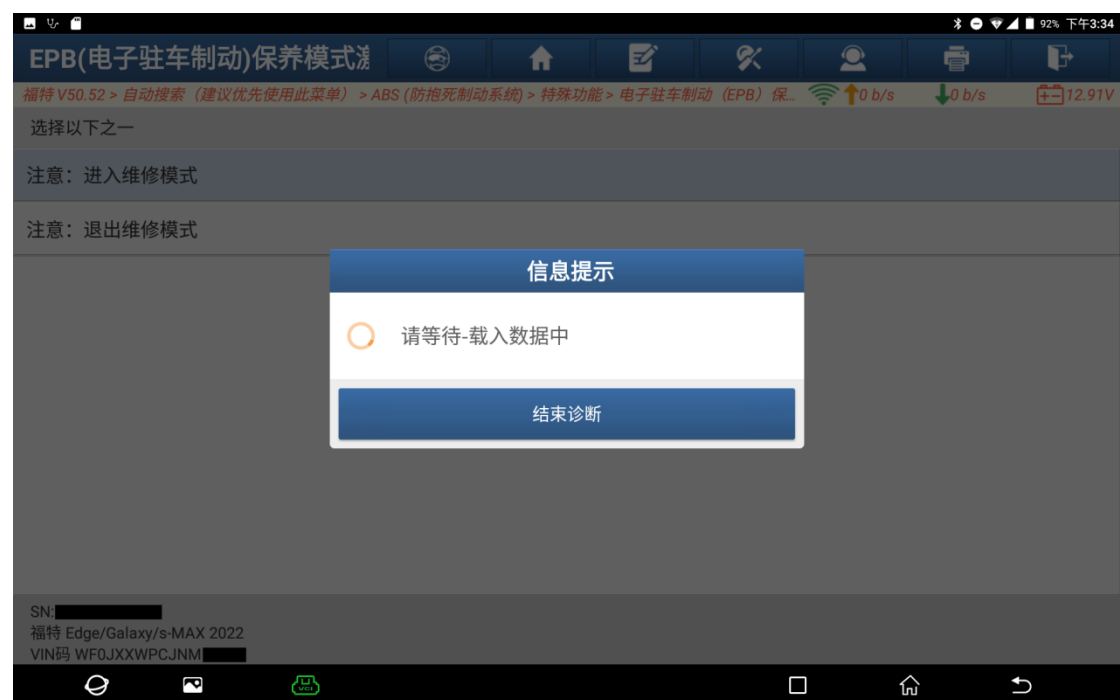 92% 下午3:34
EPB(电子驻车制动)保养模式激
福特 V50.52 > 自动搜索（建议优先使用此菜单） > ABS (防抱死制动系统) > 特殊功能 > 电子驻车制动（EPB）保... 0 b/s 0 b/s 12.91V
选择以下之一
注意：进入维修模式
注意：退出维修模式
信息提示
请等待-载入数据中
结束诊断
SN:
福特 Edge/Galaxy/s-MAX 2022
VIN码 WF0JXXWPCJNM
VCI